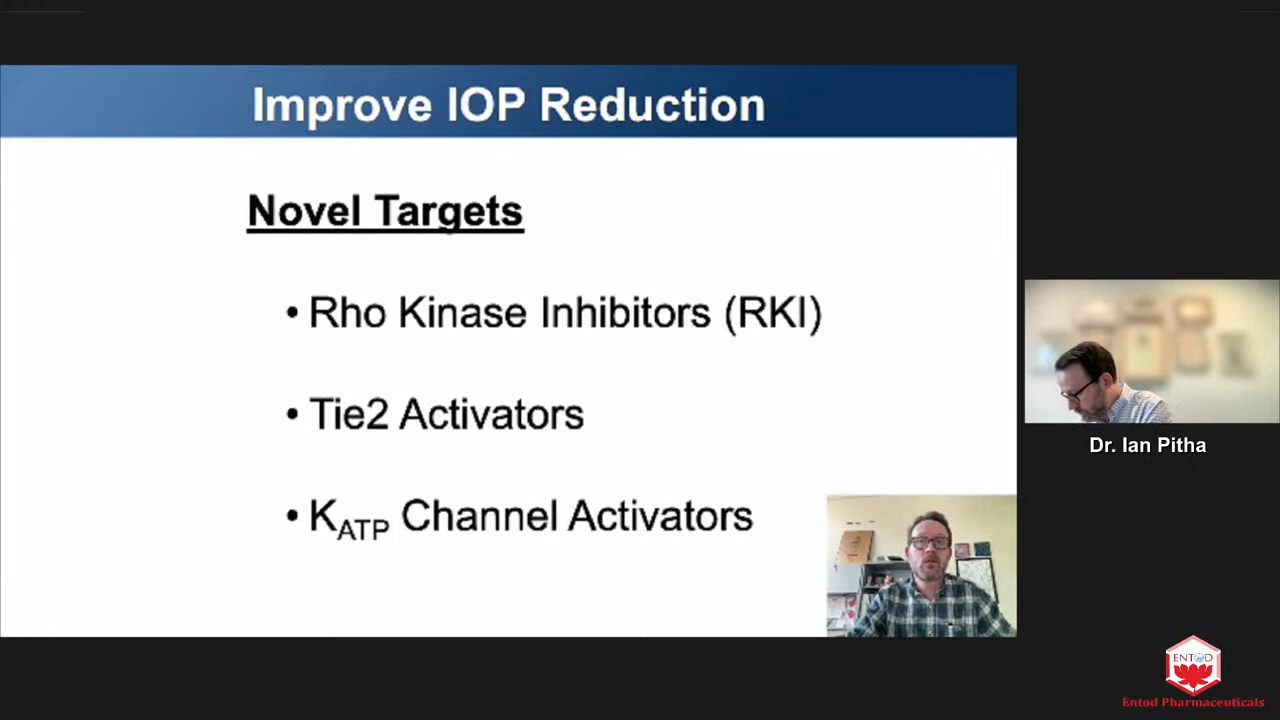 Improve IOP Reduction
Novel Targets
• Rho Kinase Inhibitors (RKI)
• Tie2 Activators
• KATP Channel Activators
Dr. Ian Pitha
ENTOD
Entod Pharmaceuticals